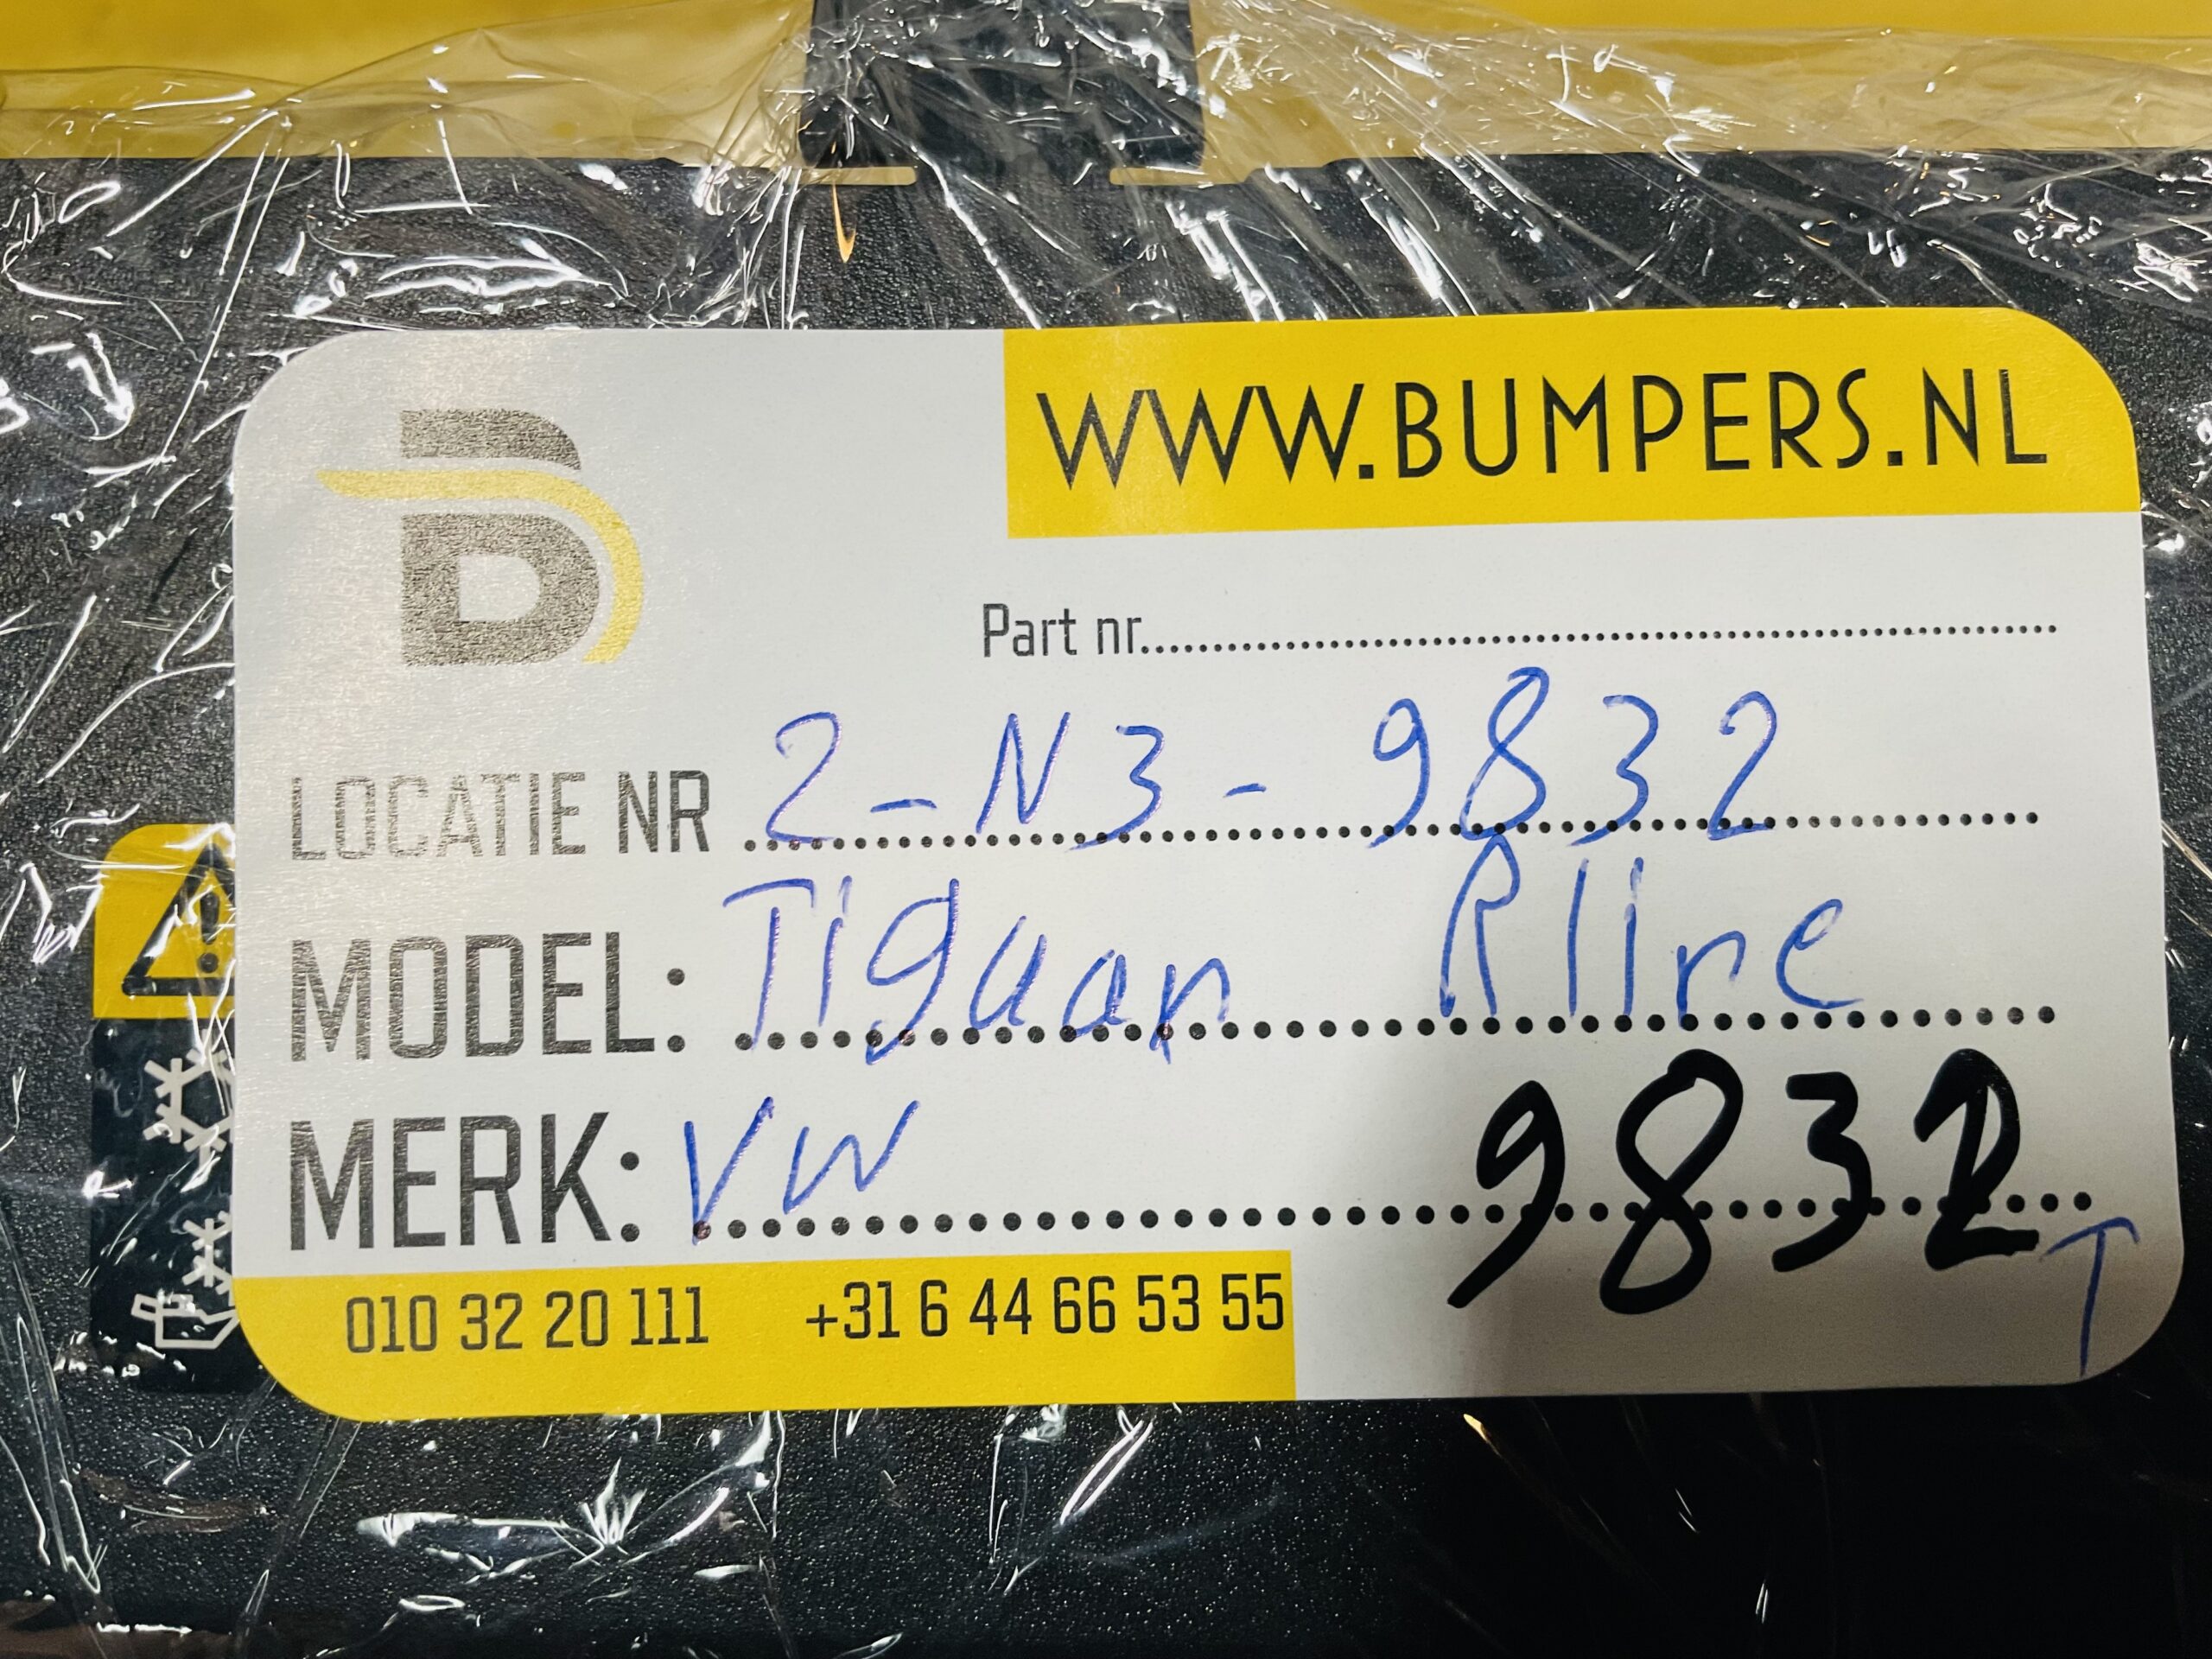 B
WWW.BUMPERS.NL
Part nr...............
LOCATIE NR 2-N3-9832
MODEL: Tiguan Rline
MERK: VW 9832
T
010 32 20 111 +31 6 44 66 53 55